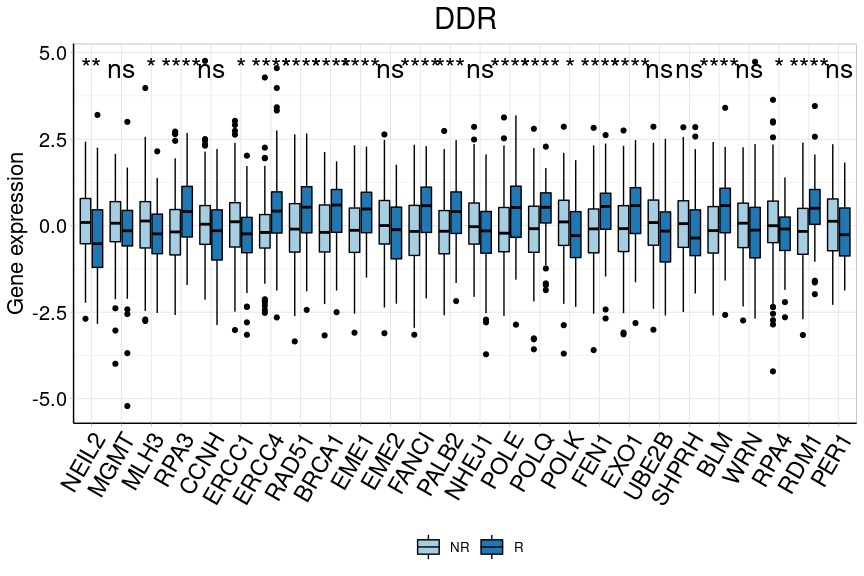 DDR
Gene expression
5.0
2.5
0.0
-2.5
-5.0
** ns * **** ns * **** **** **** **** ns **** *** ns **** **** * **** **** ns ns **** ns * **** ns
NEIL2 MGMT MLH3 RPA3 CCNH ERCC1 ERCC4 RAD51 BRCA1 EME1 EME2 FANCI PALB2 NHEJ1 POLE POLQ POLK FEN1 EXO1 UBE2B SHPRH BLM WRN RPA4 RDM1 PER1
NR R